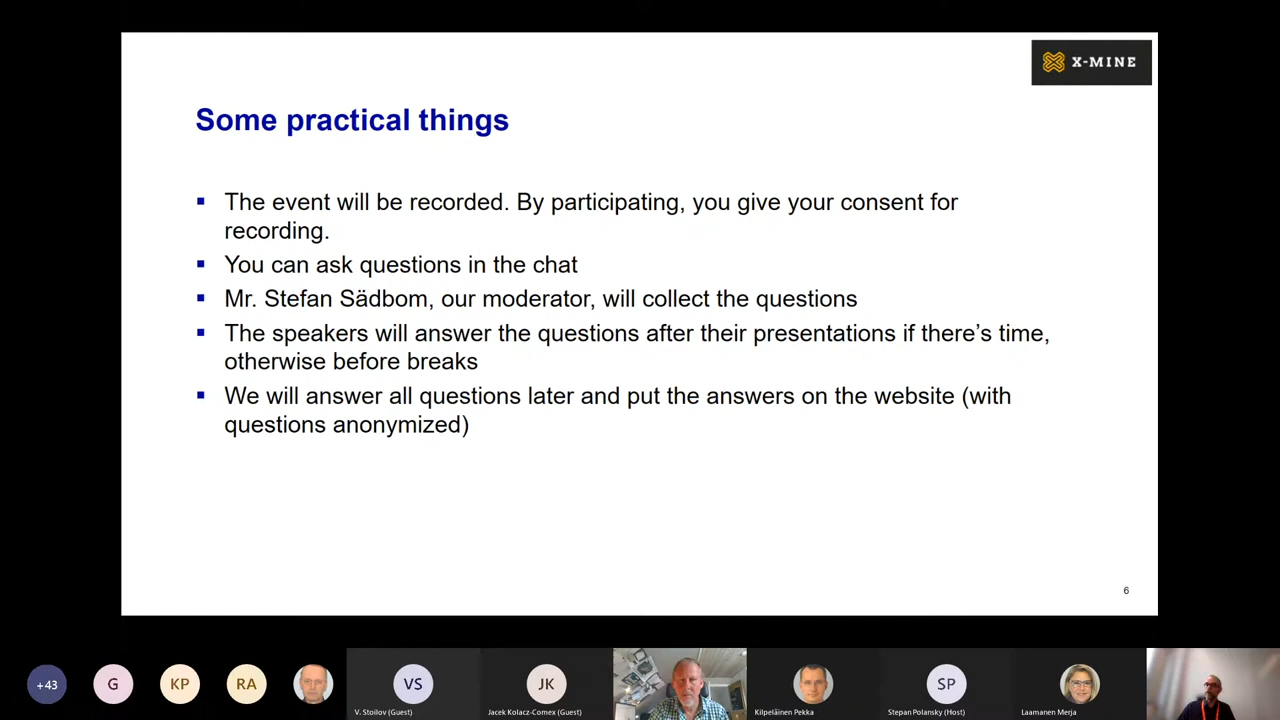 X-MINE
Some practical things
▪ The event will be recorded. By participating, you give your consent for
recording.
▪ You can ask questions in the chat
▪ Mr. Stefan Sädbom, our moderator, will collect the questions
▪ The speakers will answer the questions after their presentations if there’s time,
otherwise before breaks
▪ We will answer all questions later and put the answers on the website (with
questions anonymized)
6
+43
G
KP
RA
VS
V. Stoilov (Guest)
JK
Jacek Kolacz-Comex (Guest)
Kilpeläinen Pekka
SP
Stepan Polansky (Host)
Laamanen Merja